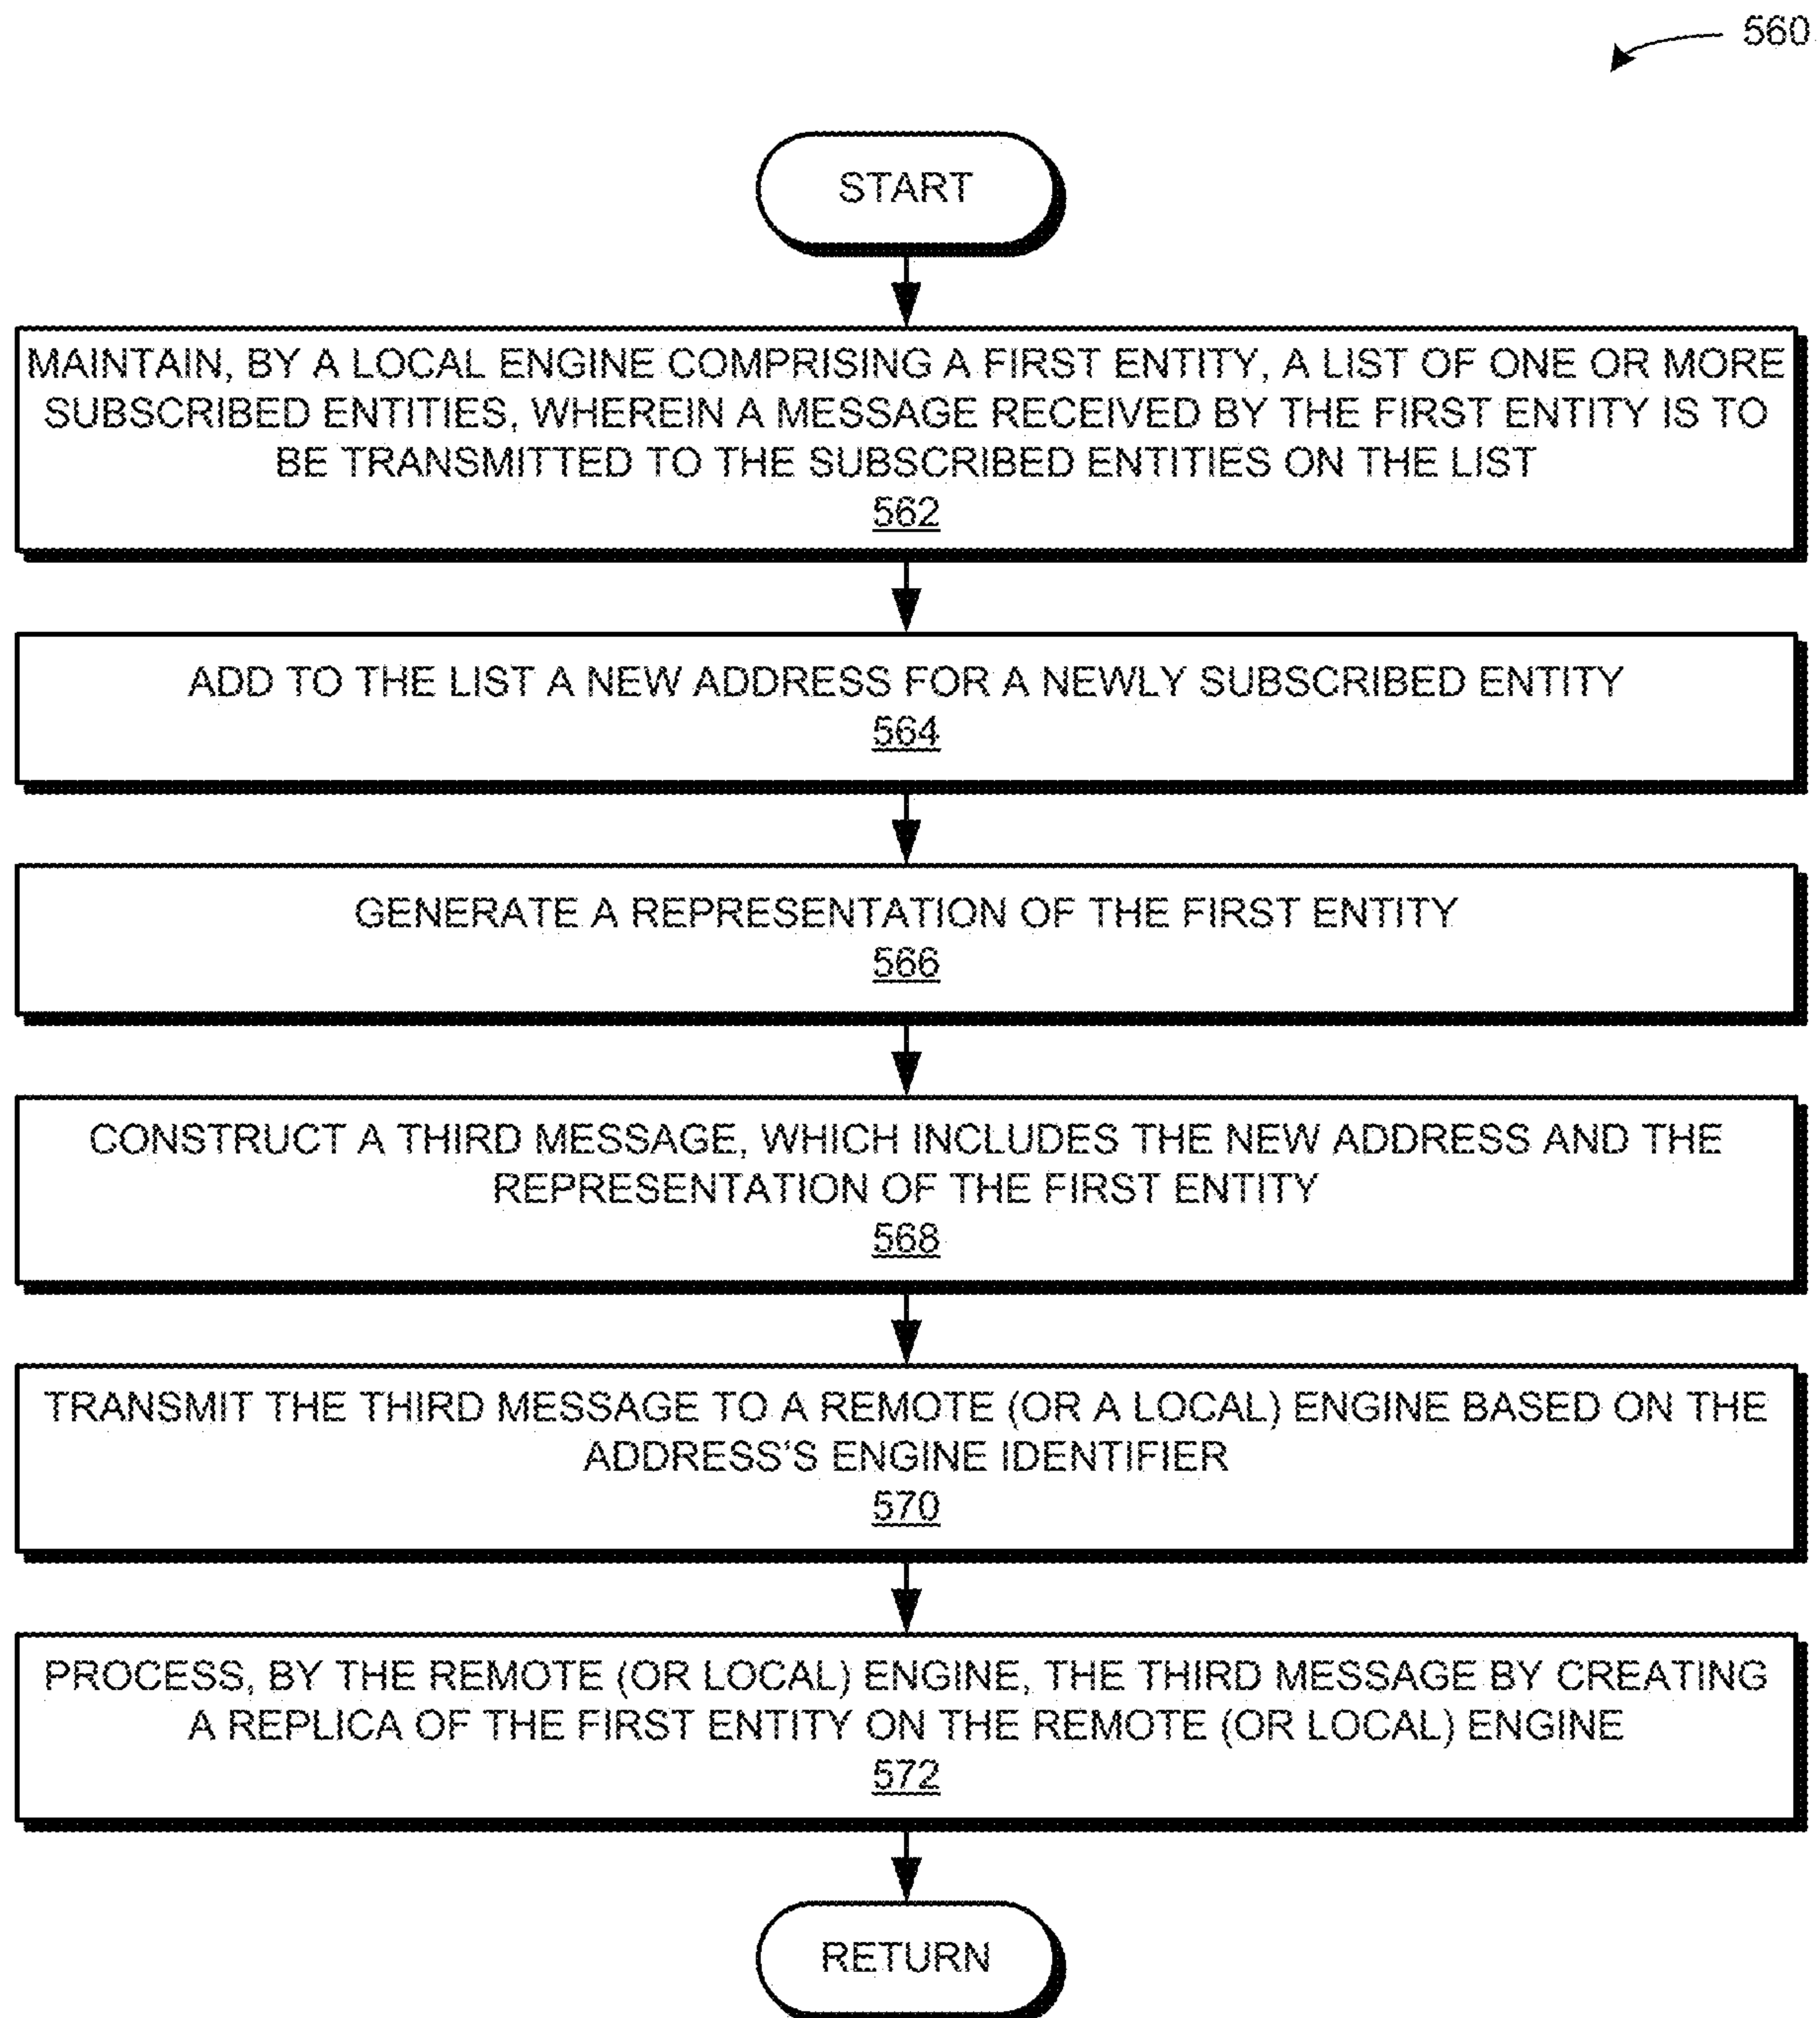 560
START
MAINTAIN, BY A LOCAL ENGINE COMPRISING A FIRST ENTITY, A LIST OF ONE OR MORE
SUBSCRIBED ENTITIES, WHEREIN A MESSAGE RECEIVED BY THE FIRST ENTITY IS TO
BE TRANSMITTED TO THE SUBSCRIBED ENTITIES ON THE LIST
562
ADD TO THE LIST A NEW ADDRESS FOR A NEWLY SUBSCRIBED ENTITY
564
GENERATE A REPRESENTATION OF THE FIRST ENTITY
566
CONSTRUCT A THIRD MESSAGE, WHICH INCLUDES THE NEW ADDRESS AND THE
REPRESENTATION OF THE FIRST ENTITY
568
TRANSMIT THE THIRD MESSAGE TO A REMOTE (OR A LOCAL) ENGINE BASED ON THE
ADDRESS'S ENGINE IDENTIFIER
570
PROCESS, BY THE REMOTE (OR LOCAL) ENGINE, THE THIRD MESSAGE BY CREATING
A REPLICA OF THE FIRST ENTITY ON THE REMOTE (OR LOCAL) ENGINE
572
RETURN